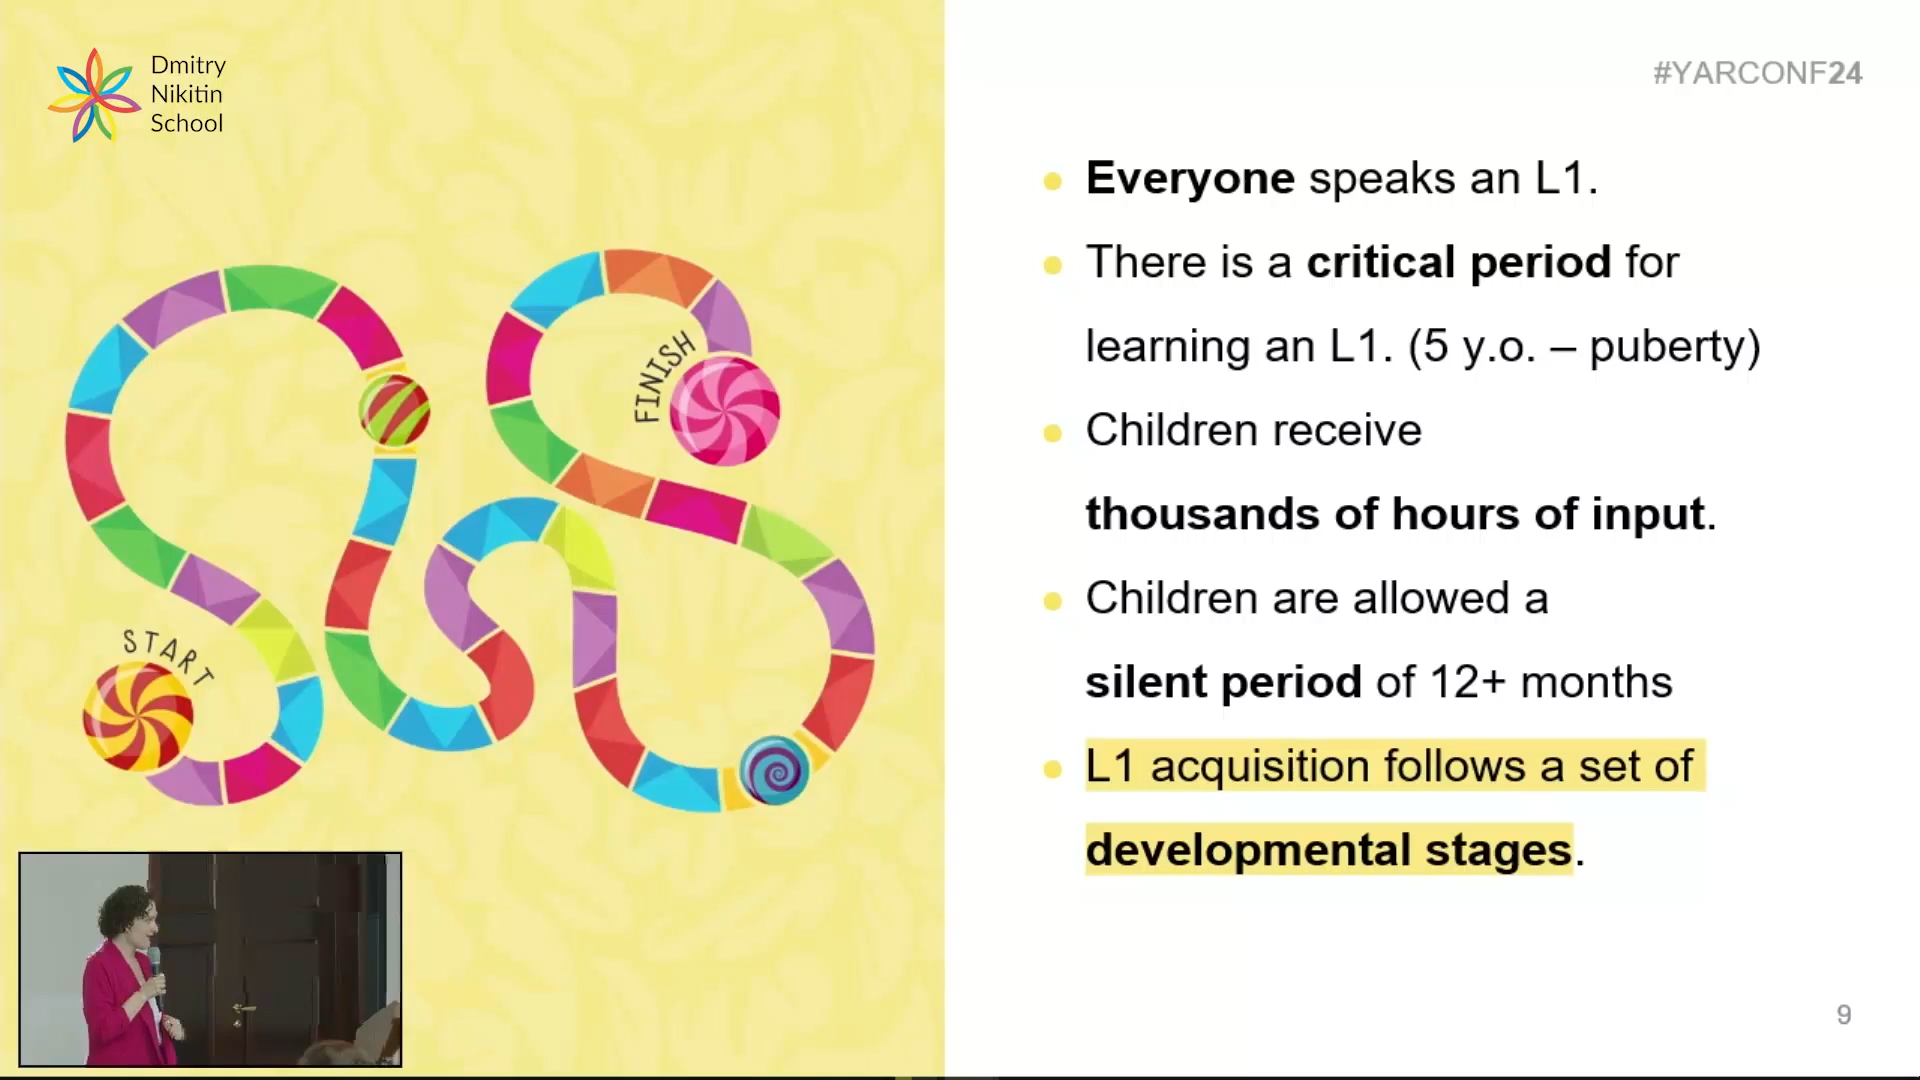 Dmitry
Nikitin
School
#YARCONF24
START
FINISH
Everyone speaks an L1.
There is a critical period for
learning an L1. (5 y.o. – puberty)
Children receive
thousands of hours of input.
Children are allowed a
silent period of 12+ months
L1 acquisition follows a set of
developmental stages.
9